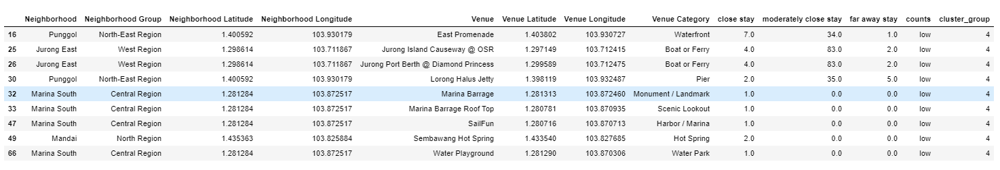 Neighborhood Neighborhood Group Neighborhood Latitude Neighborhood Longitude Venue Venue Latitude Venue Longitude Venue Category close stay moderately close stay far away stay counts cluster_group
16 Punggol North-East Region 1.400592 103.930179 East Promenade 1.403802 103.930727 Waterfront 7.0 34.0 1.0 low 4
25 Jurong East West Region 1.298614 103.711867 Jurong Island Causeway @ OSR 1.297149 103.712415 Boat or Ferry 4.0 83.0 2.0 low 4
26 Jurong East West Region 1.298614 103.711867 Jurong Port Berth @ Diamond Princess 1.299589 103.712475 Boat or Ferry 4.0 83.0 2.0 low 4
30 Punggol North-East Region 1.400592 103.930179 Lorong Halus Jetty 1.398119 103.932487 Pier 2.0 35.0 5.0 low 4
32 Marina South Central Region 1.281284 103.872517 Marina Barrage 1.281313 103.872460 Monument / Landmark 1.0 0.0 0.0 low 4
33 Marina South Central Region 1.281284 103.872517 Marina Barrage Roof Top 1.280781 103.870935 Scenic Lookout 1.0 0.0 0.0 low 4
47 Marina South Central Region 1.281284 103.872517 SailFun 1.280716 103.870713 Harbor / Marina 1.0 0.0 0.0 low 4
49 Mandai North Region 1.435363 103.825884 Sembawang Hot Spring 1.433540 103.827685 Hot Spring 2.0 0.0 0.0 low 4
66 Marina South Central Region 1.281284 103.872517 Water Playground 1.281290 103.870306 Water Park 1.0 0.0 0.0 low 4